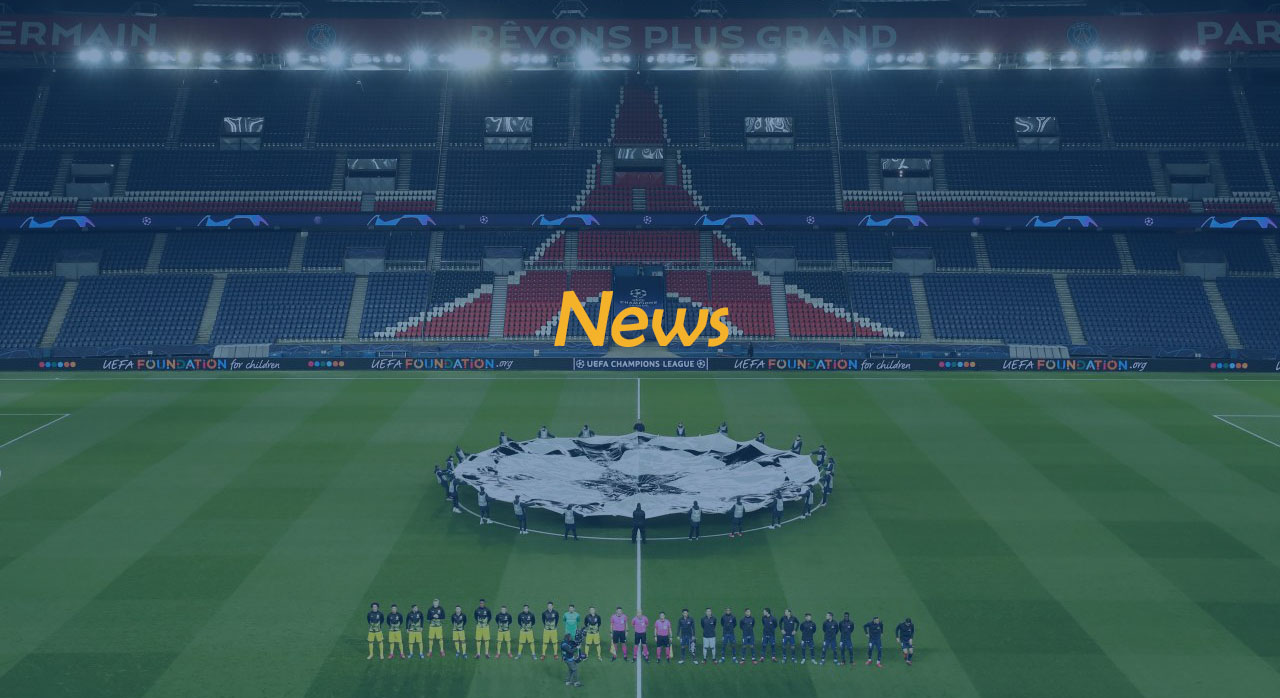 ERMAIN RÊVONS PLUS GRAND PAR
CHAMPIONS
News
UEFA FOUNDATION for children UEFA FOUNDATION.org UEFA CHAMPIONS LEAGUE UEFA FOUNDATION for children UEFA FOUNDATION.org